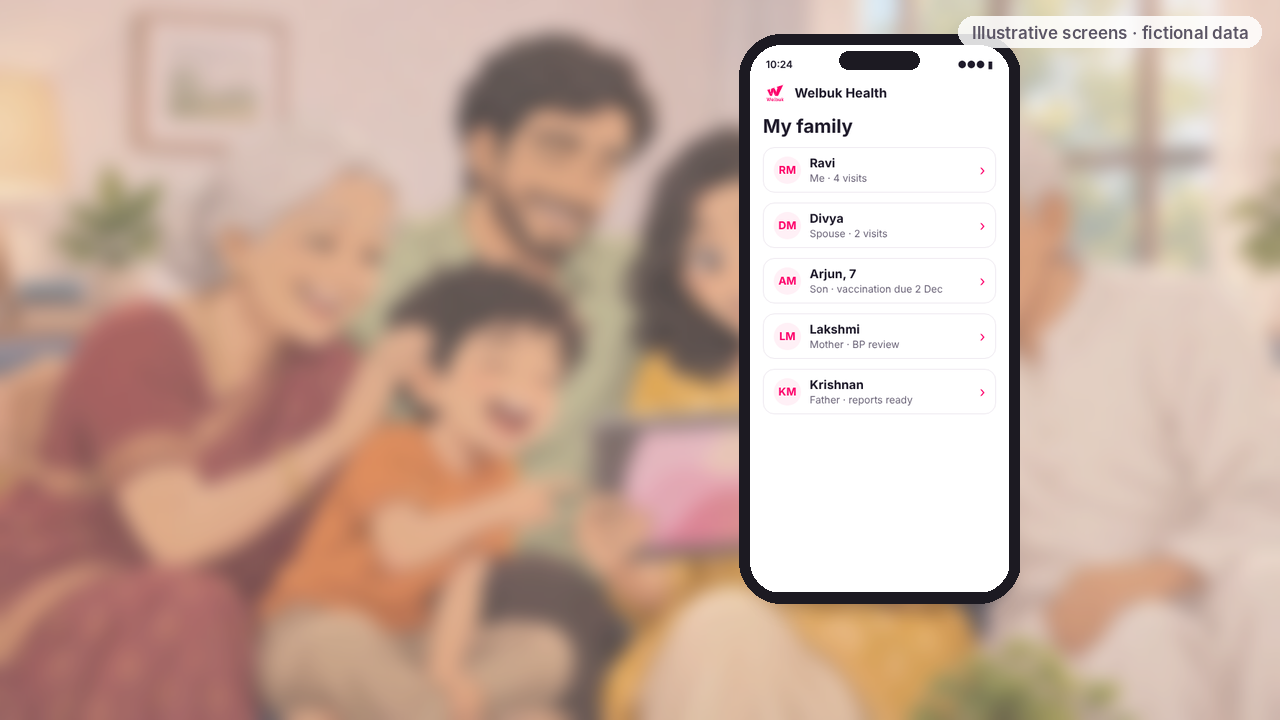 Illustrative screens · fictional data
10:24
Welbuk Health
My family
RM
Ravi
Me · 4 visits
›
DM
Divya
Spouse · 2 visits
›
AM
Arjun, 7
Son · vaccination due 2 Dec
›
LM
Lakshmi
Mother · BP review
›
KM
Krishnan
Father · reports ready
›